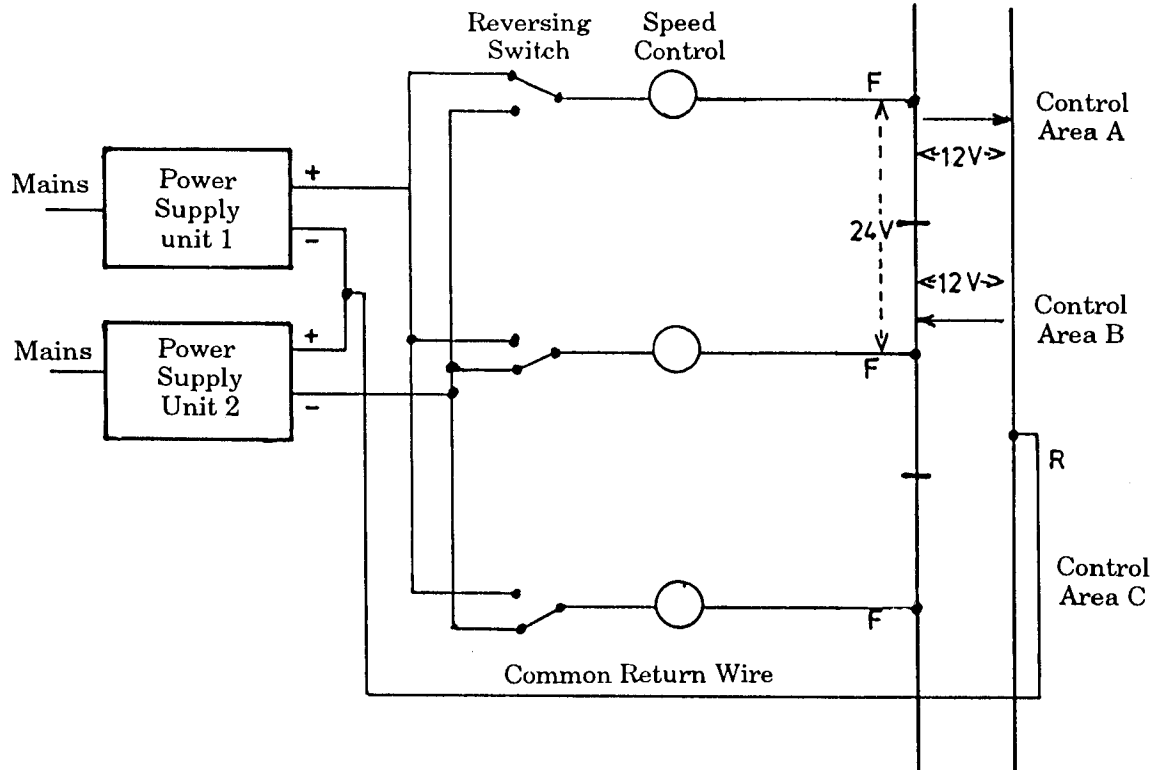 Reversing
Switch
Speed
Control
F
Control
Area A
12V
Mains
Power
Supply
unit 1
+
−
24V
12V
Control
Area B
Mains
Power
Supply
Unit 2
+
−
F
R
Control
Area C
F
Common Return Wire